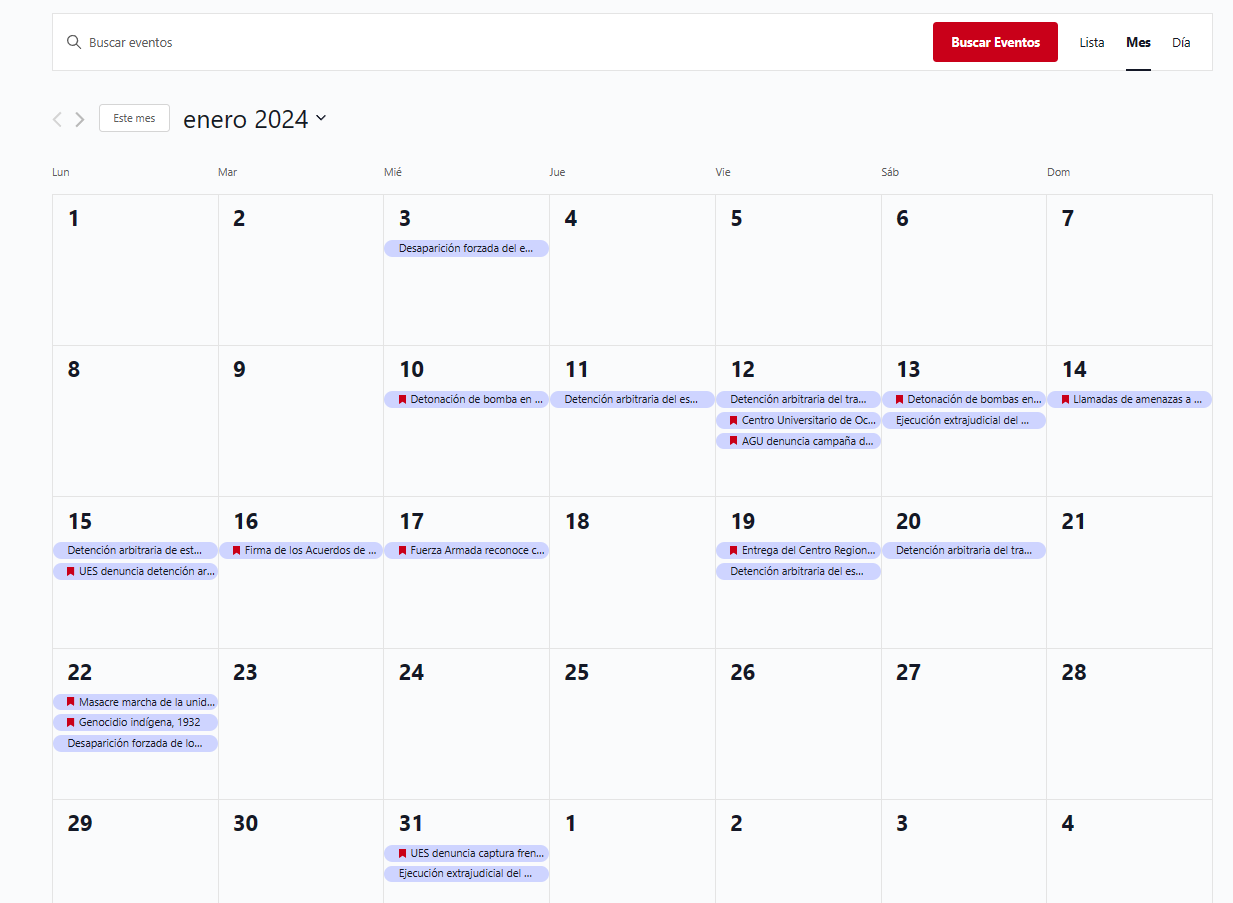 Buscar eventos
Buscar Eventos
Lista
Mes
Día
Este mes
enero 2024
Lun Mar Mié Jue Vie Sáb Dom
1 2 3 4 5 6 7
Desaparición forzada del e...
8 9 10 11 12 13 14
Detonación de bomba en ...
Detención arbitraria del es...
Detención arbitraria del tra...
Centro Universitario de Oc...
AGU denuncia campaña d...
Detonación de bombas en...
Ejecución extrajudicial del ...
Llamadas de amenazas a ...
15 16 17 18 19 20 21
Detención arbitraria de est...
UES denuncia detención ar...
Firma de los Acuerdos de ...
Fuerza Armada reconoce c...
Entrega del Centro Region...
Detención arbitraria del es...
Detención arbitraria del tra...
22 23 24 25 26 27 28
Masacre marcha de la unid...
Genocidio indígena, 1932
Desaparición forzada de lo...
29 30 31 1 2 3 4
UES denuncia captura fren...
Ejecución extrajudicial del ...